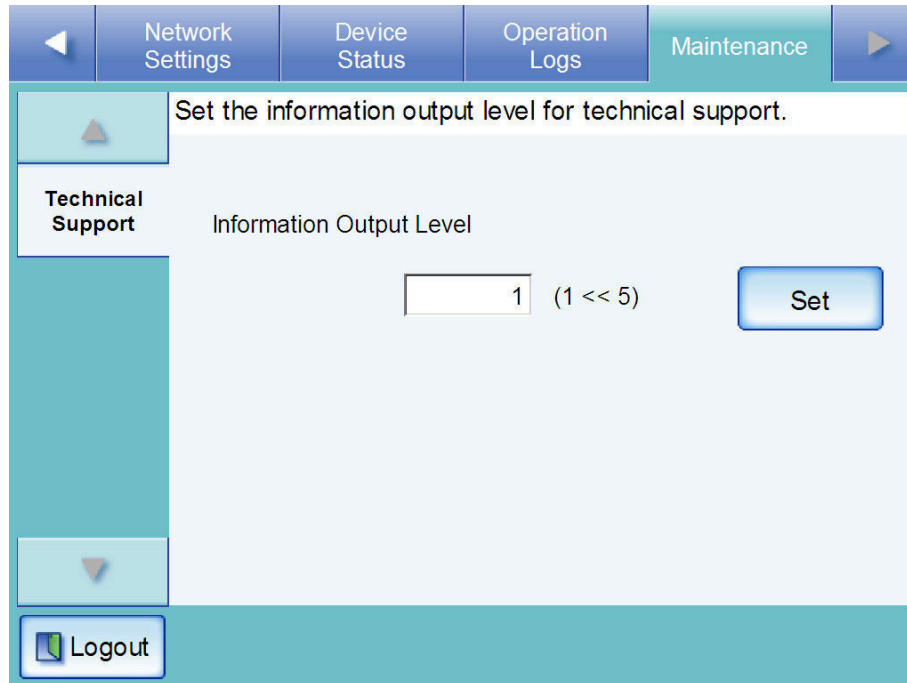 Network
Settings
Device
Status
Operation
Logs
Maintenance
Set the information output level for technical support.
Technical
Support
Information Output Level
1 (1 << 5)
Set
Logout